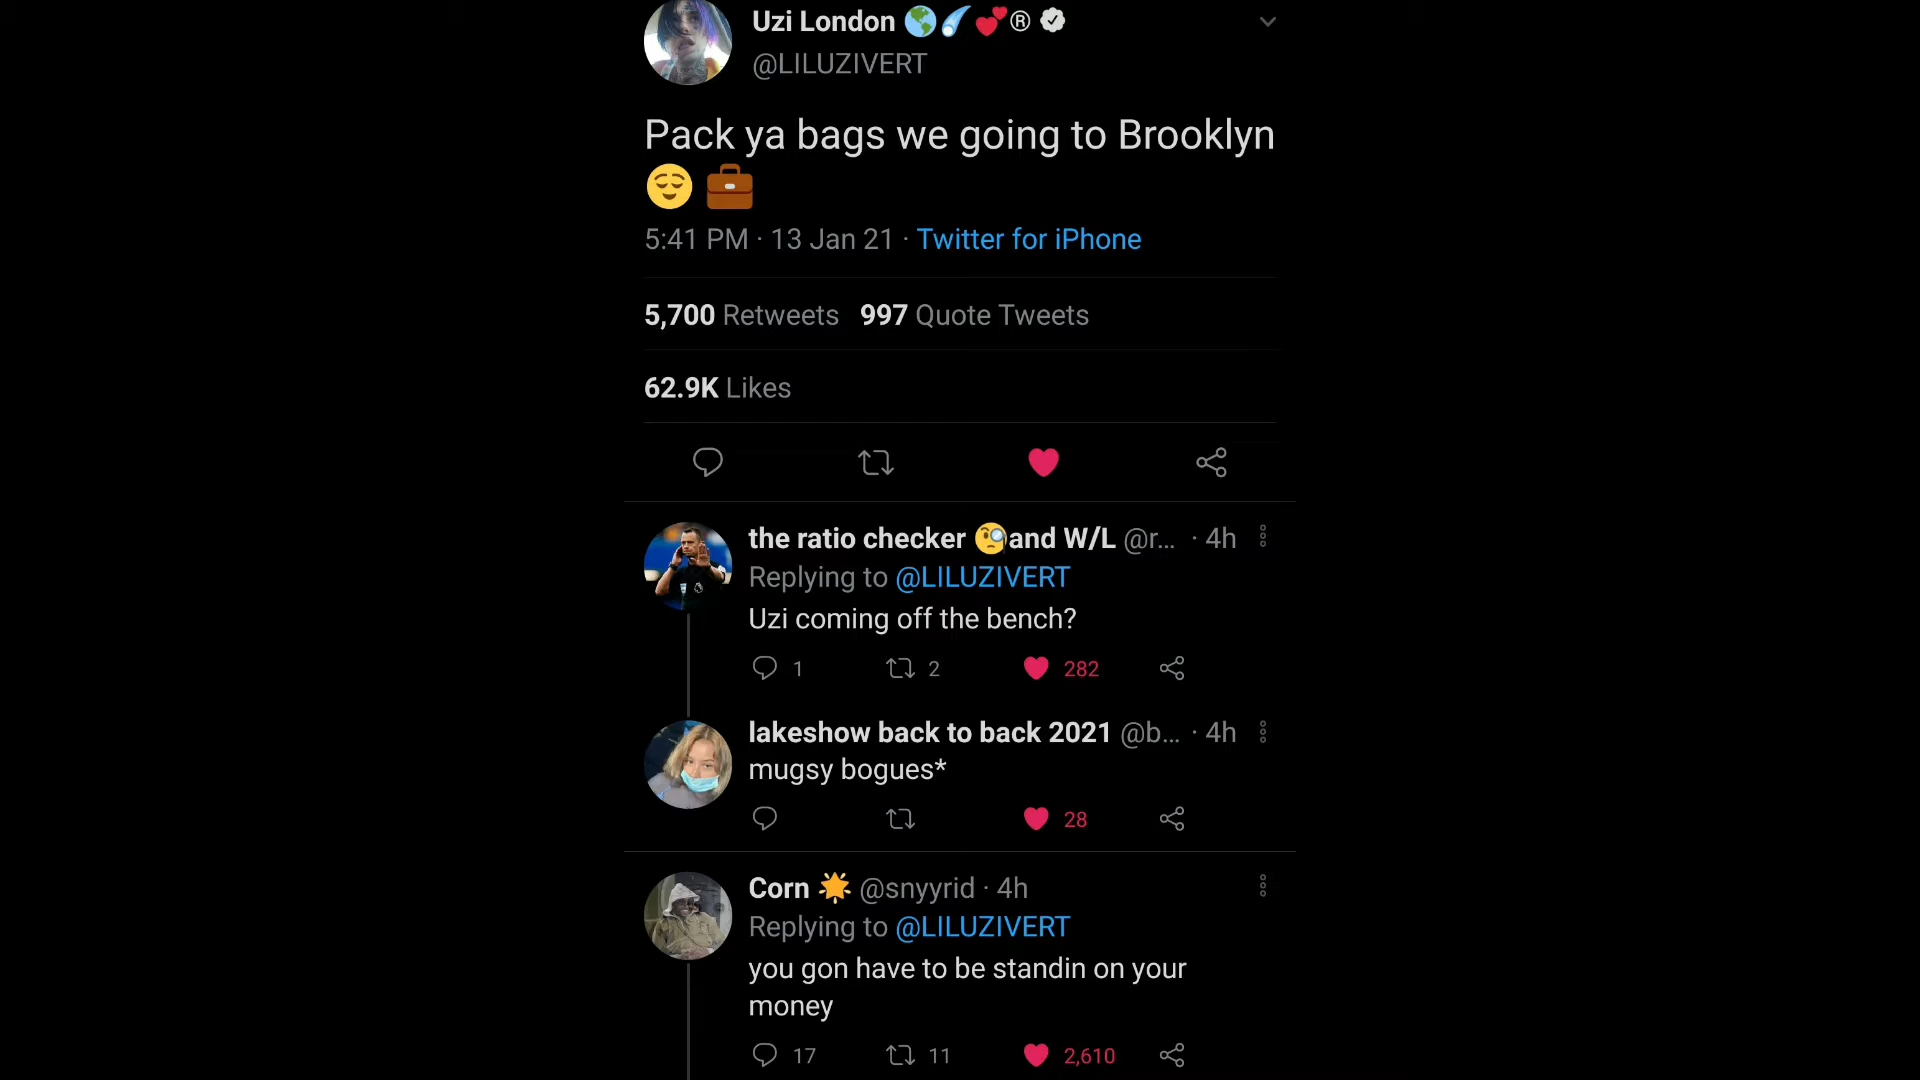 Uzi London 🌎☄️💕®
@LILUZIVERT
Pack ya bags we going to Brooklyn
😌 💼
5:41 PM · 13 Jan 21 · Twitter for iPhone
5,700 Retweets 997 Quote Tweets
62.9K Likes
the ratio checker 🧐and W/L @r... · 4h
Replying to @LILUZIVERT
Uzi coming off the bench?
1 2 282
lakeshow back to back 2021 @b... · 4h
mugsy bogues*
28
Corn 🌟 @snyyrid · 4h
Replying to @LILUZIVERT
you gon have to be standin on your
money
17 11 2,610